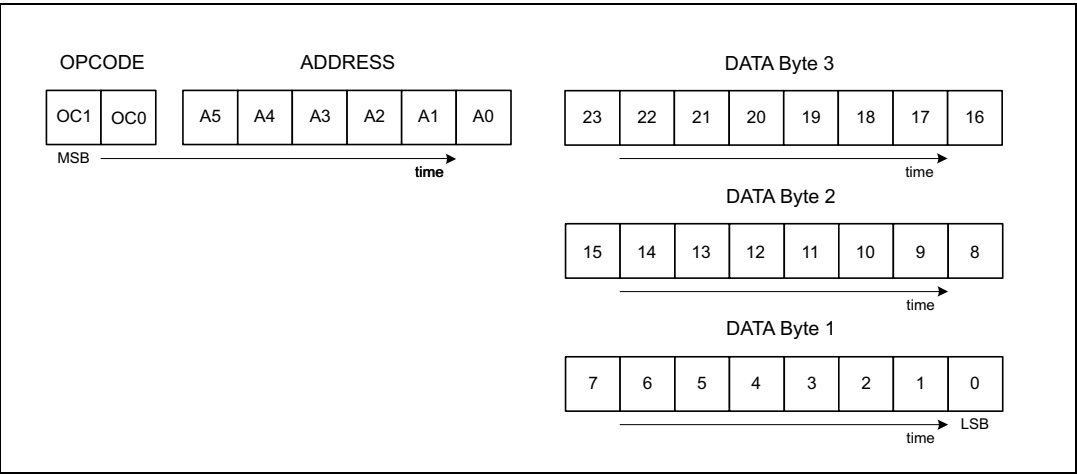 OPCODE ADDRESS DATA Byte 3
OC1 OC0 A5 A4 A3 A2 A1 A0 23 22 21 20 19 18 17 16
MSB time time
DATA Byte 2
15 14 13 12 11 10 9 8
time
DATA Byte 1
7 6 5 4 3 2 1 0
time LSB